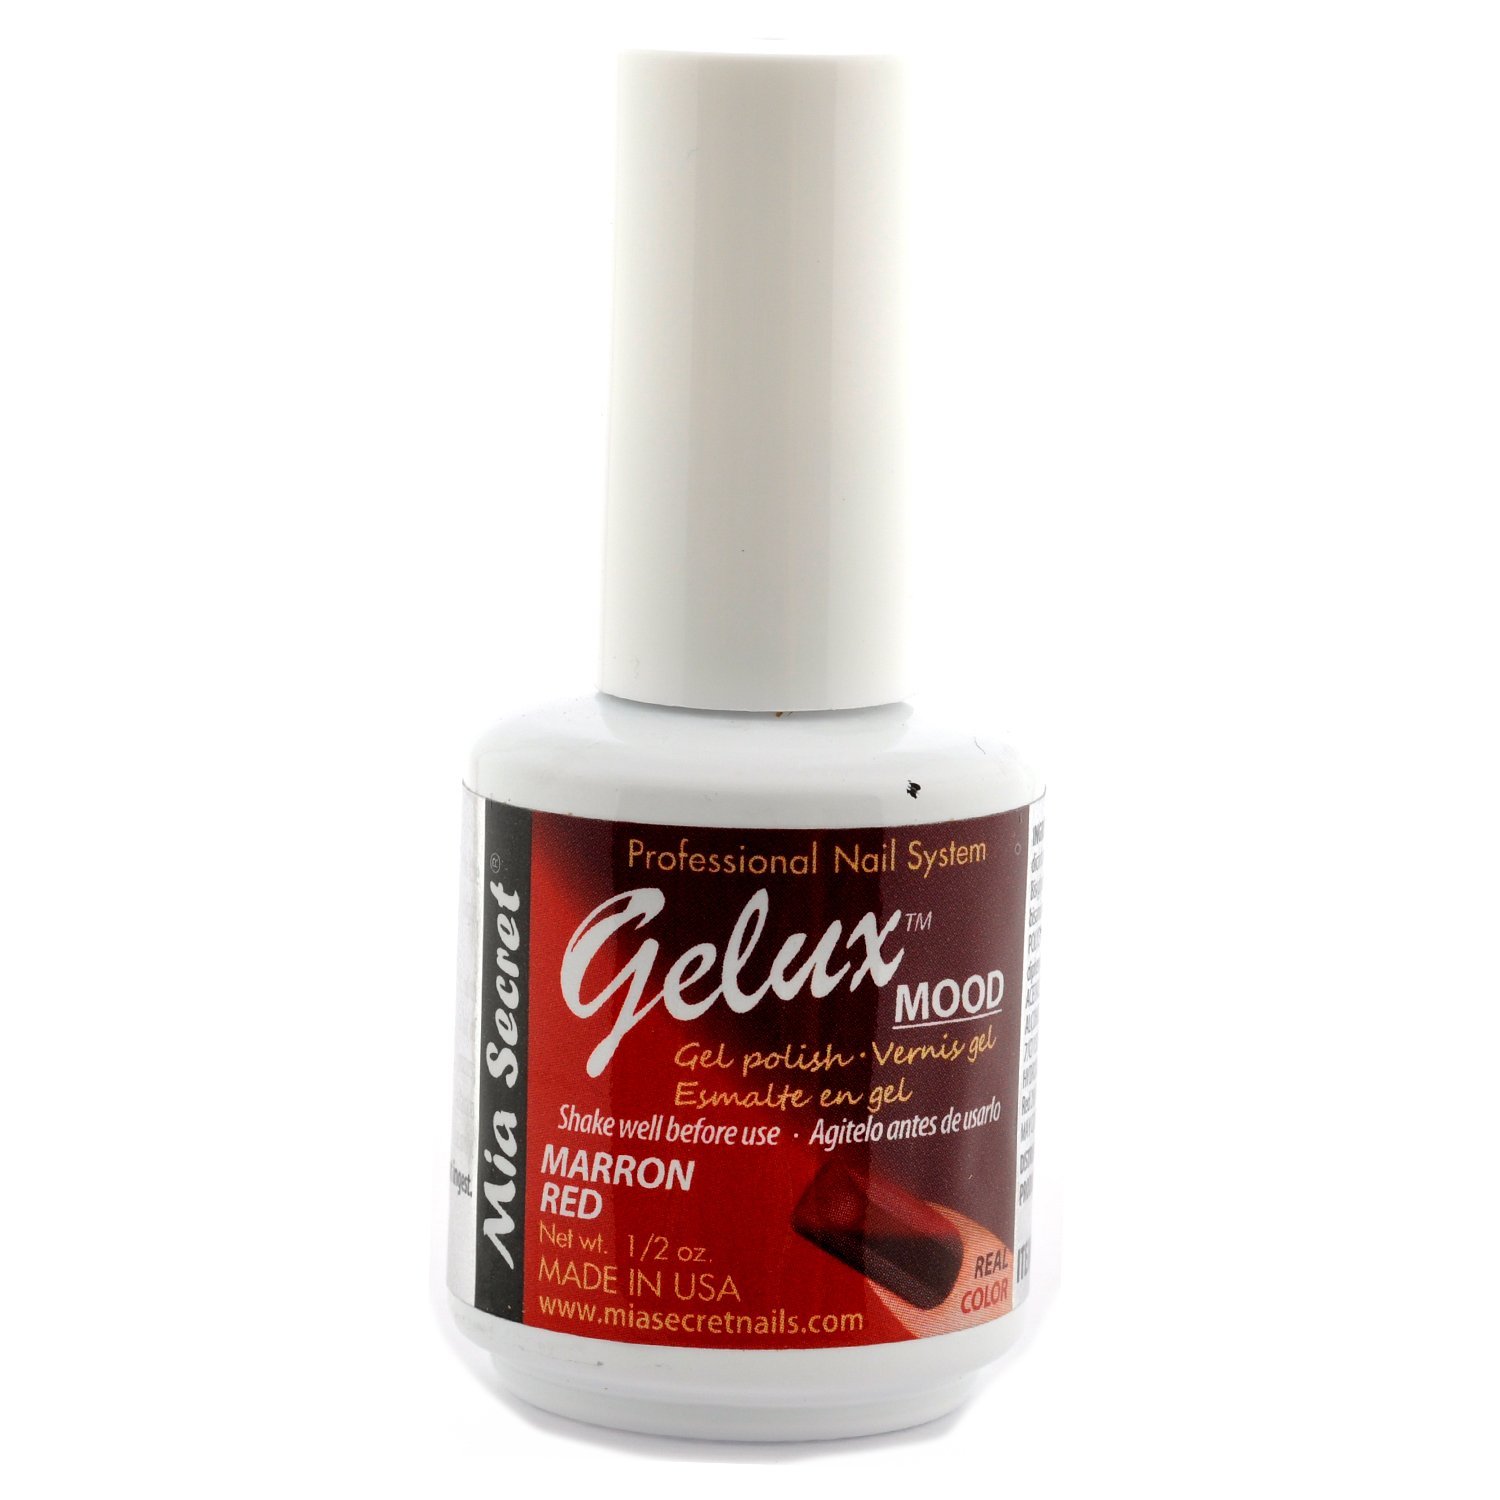 Mia Secret®
Professional Nail System
Gelux™
MOOD
Gel polish · Vernis gel
Esmalte en gel
Shake well before use · Agitelo antes de usarlo
MARRON
RED
Net wt. 1/2 oz.
MADE IN USA
www.miasecretnails.com
REAL
COLOR
ingest.